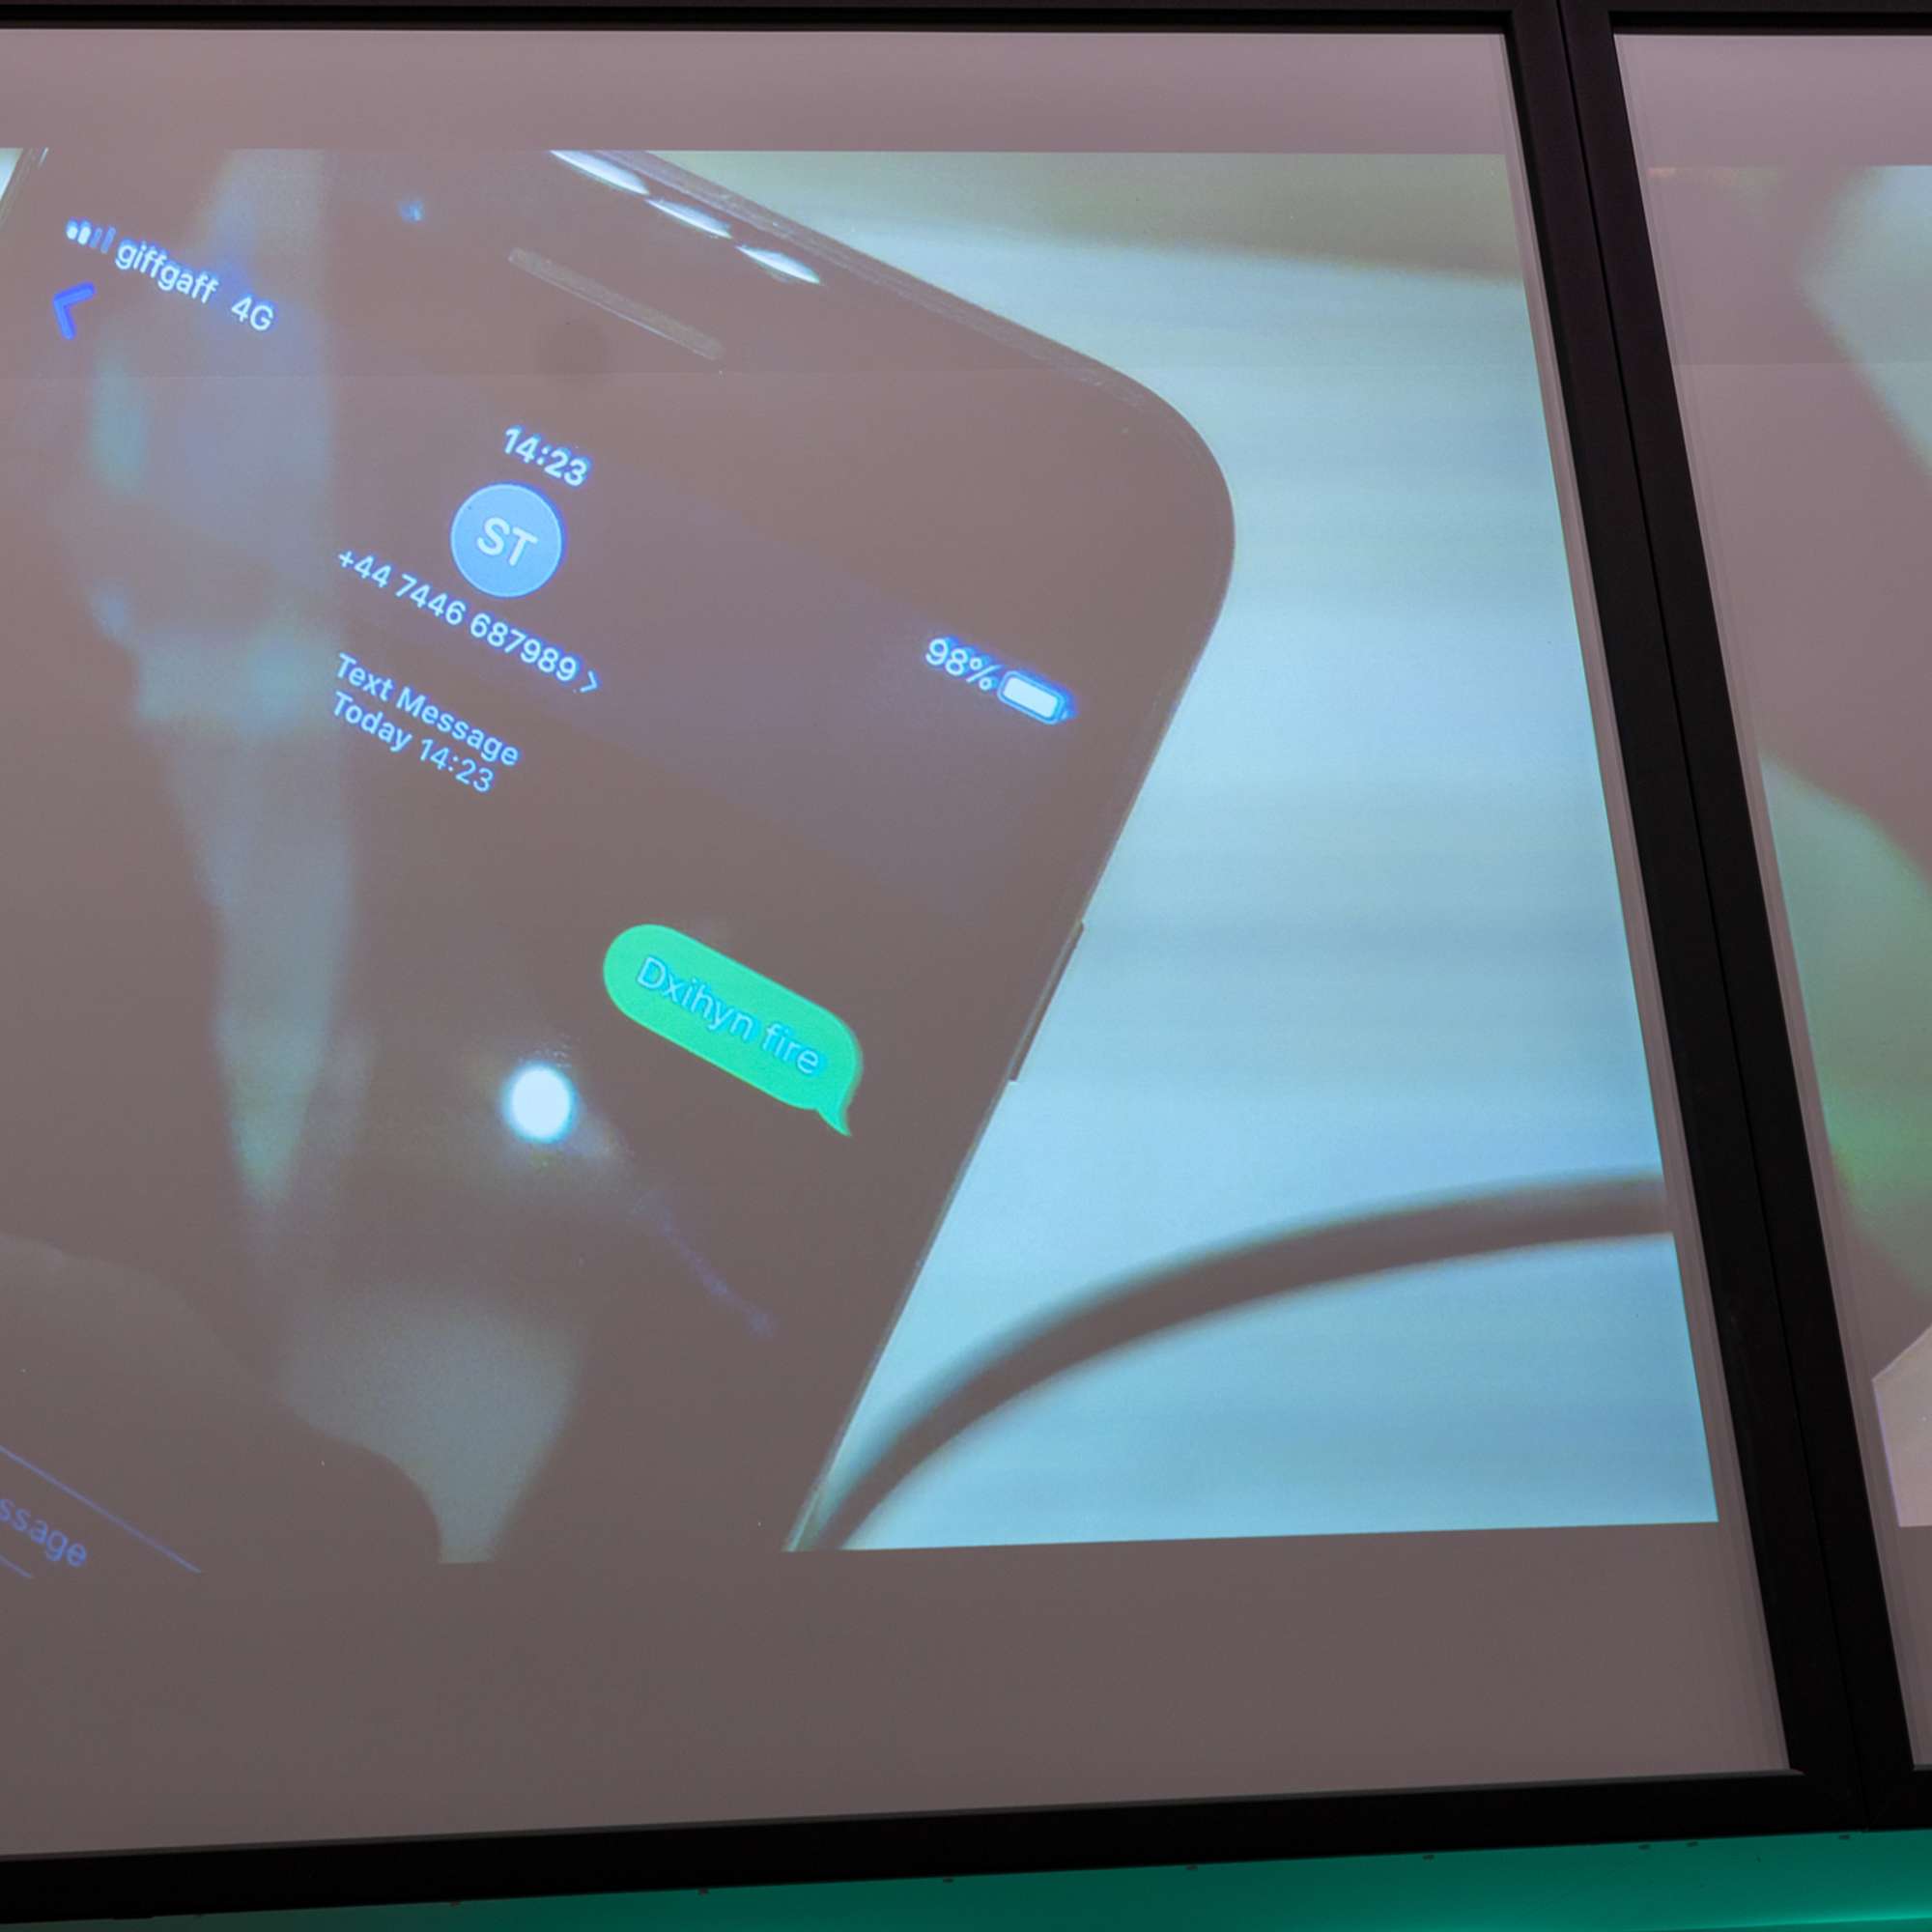 giffgaff 4G
14:23
98%
ST
+44 7446 687989 >
Text Message
Today 14:23
Dxihyn fire
ssage